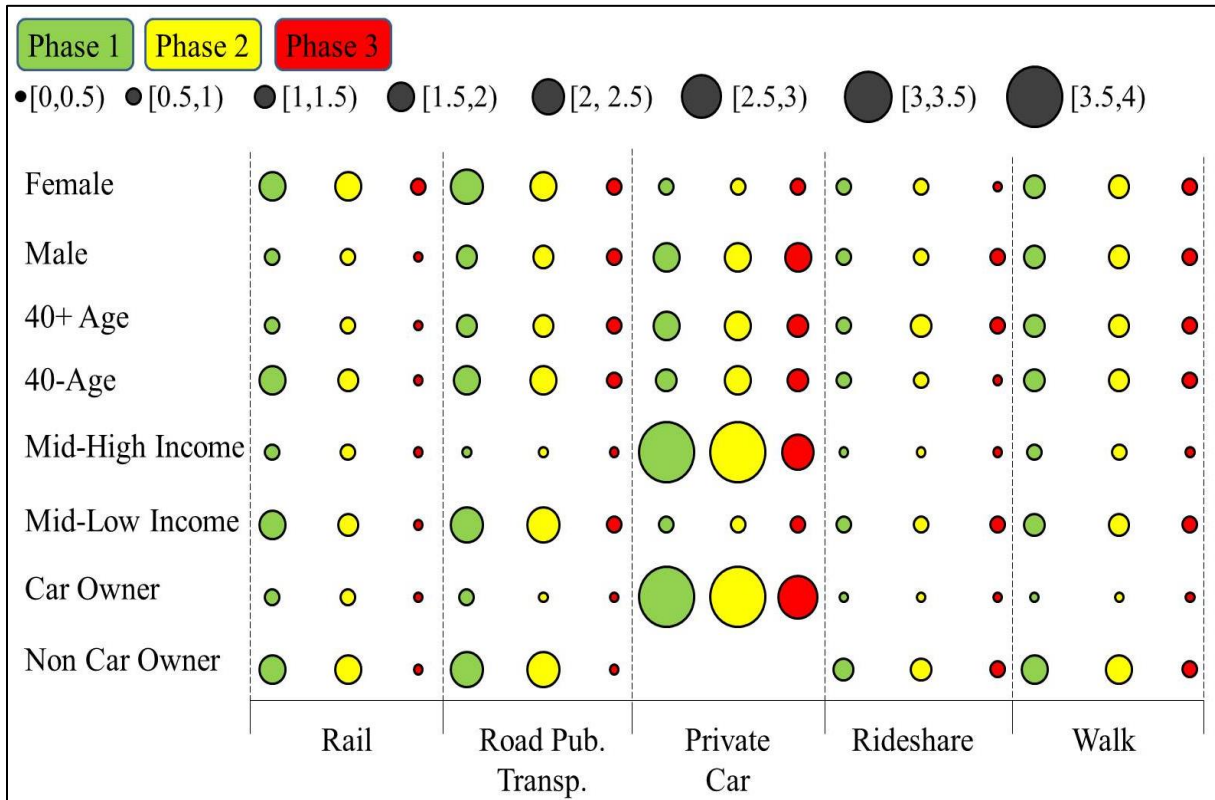 Phase 1 Phase 2 Phase 3
[0,0.5) [0.5,1) [1,1.5) [1.5,2) [2, 2.5) [2.5,3) [3,3.5) [3.5,4)
Female
Male
40+ Age
40-Age
Mid-High Income
Mid-Low Income
Car Owner
Non Car Owner
Rail Road Pub. Private Rideshare Walk
Transp. Car